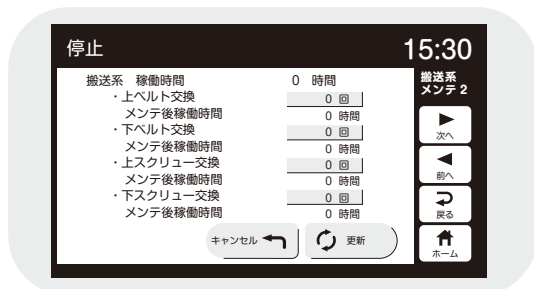 停止
15:30
搬送系 稼働時間 0 時間
・上ベルト交換 0 回
メンテ後稼働時間 0 時間
・下ベルト交換 0 回
メンテ後稼働時間 0 時間
・上スクリュー交換 0 回
メンテ後稼働時間 0 時間
・下スクリュー交換 0 回
メンテ後稼働時間 0 時間
キャンセル
更新
搬送系
メンテ 2
次へ
前へ
戻る
ホーム